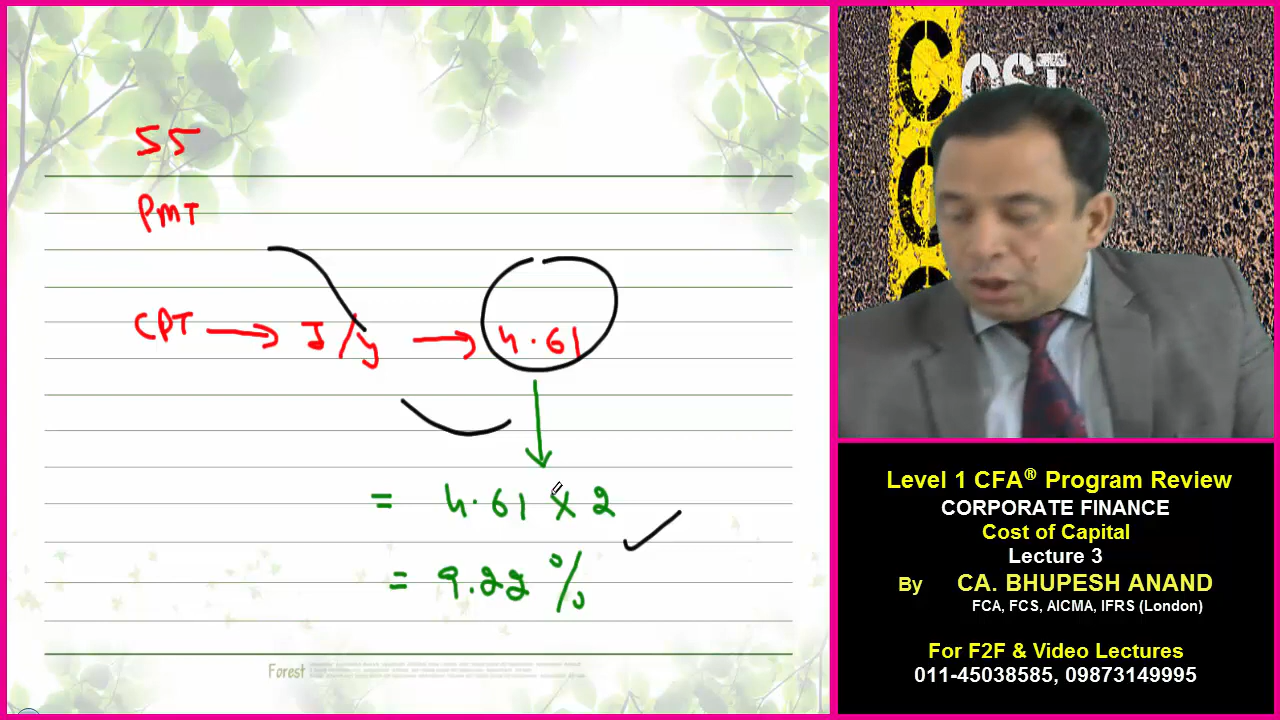 55
PMT
CPT → I/y → 4.61
= 4.61 × 2
= 9.22 %
Forest
COST
Level 1 CFA® Program Review
CORPORATE FINANCE
Cost of Capital
Lecture 3
By CA. BHUPESH ANAND
FCA, FCS, AICMA, IFRS (London)
For F2F & Video Lectures
011-45038585, 09873149995